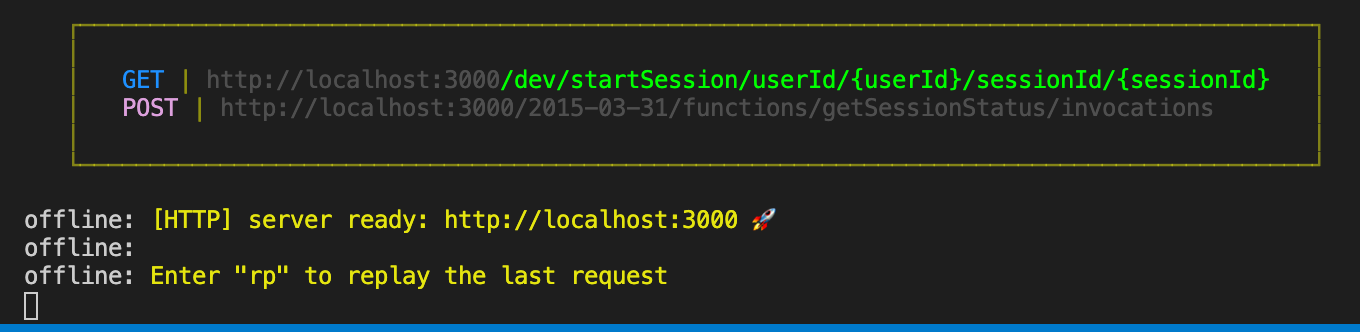 GET | http://localhost:3000/dev/startSession/userId/{userId}/sessionId/{sessionId}
POST | http://localhost:3000/2015-03-31/functions/getSessionStatus/invocations
offline: [HTTP] server ready: http://localhost:3000 🚀
offline:
offline: Enter "rp" to replay the last request